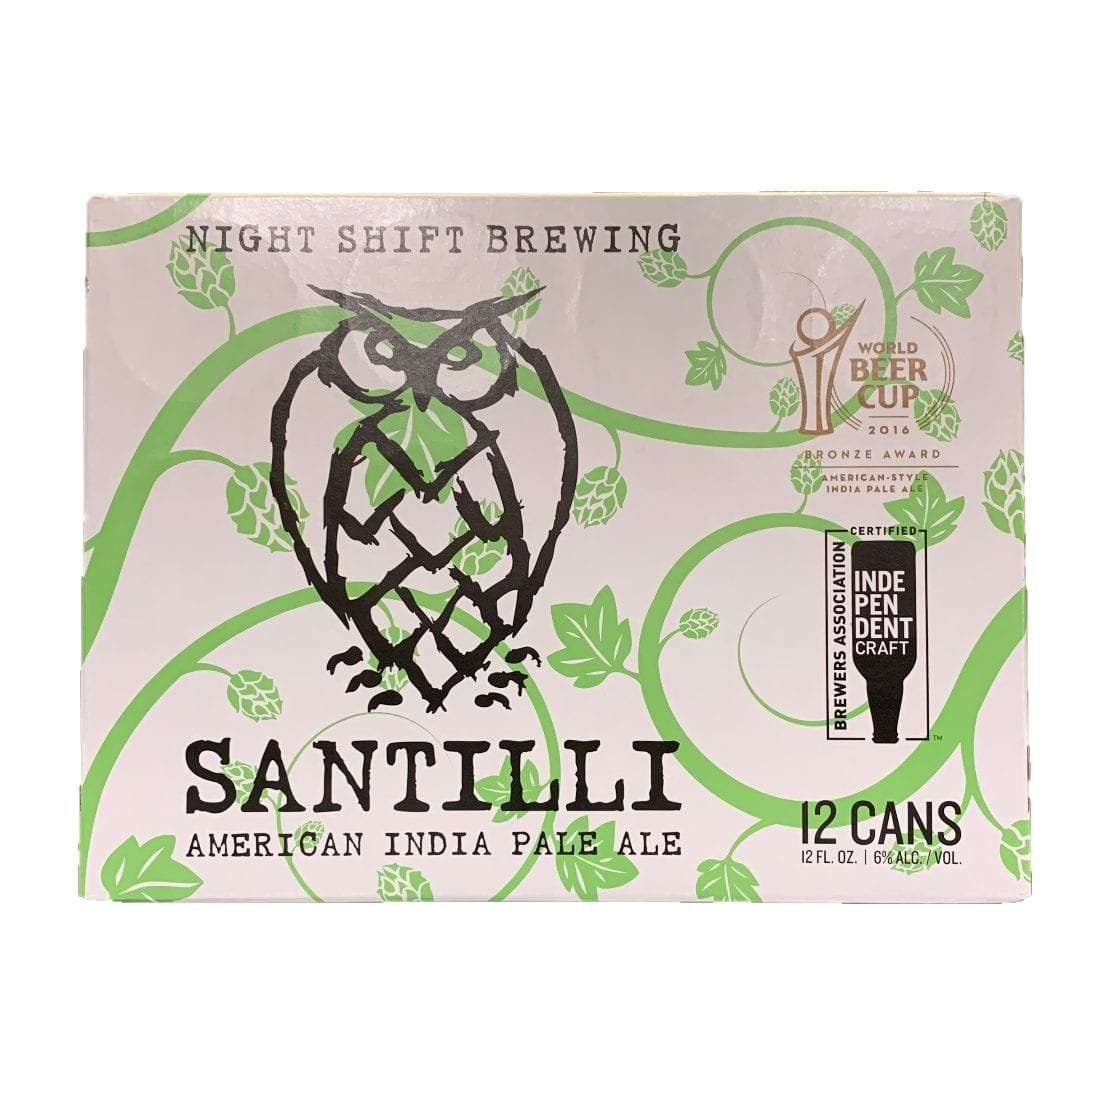 NIGHT SHIFT BREWING
WORLD
BEER
CUP
2016
BRONZE AWARD
AMERICAN-STYLE
INDIA PALE ALE
CERTIFIED
BREWERS ASSOCIATION
INDE
PEN
DENT
CRAFT
TM
SANTILLI
AMERICAN INDIA PALE ALE
12 CANS
12 FL. OZ. | 6% ALC. / VOL.